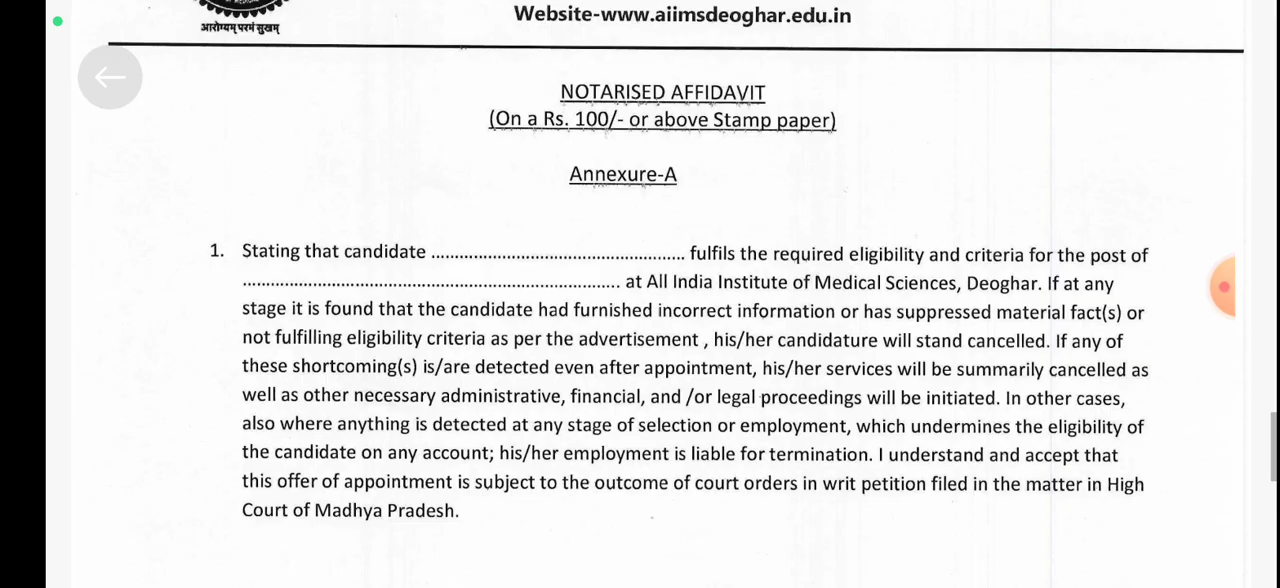 आरोग्यम् परमं सुखम्
Website-www.aiimsdeoghar.edu.in
NOTARISED AFFIDAVIT
(On a Rs. 100/- or above Stamp paper)
Annexure-A
1. Stating that candidate ...................................................... fulfils the required eligibility and criteria for the post of
................................................................................ at All India Institute of Medical Sciences, Deoghar. If at any
stage it is found that the candidate had furnished incorrect information or has suppressed material fact(s) or
not fulfilling eligibility criteria as per the advertisement , his/her candidature will stand cancelled. If any of
these shortcoming(s) is/are detected even after appointment, his/her services will be summarily cancelled as
well as other necessary administrative, financial, and /or legal proceedings will be initiated. In other cases,
also where anything is detected at any stage of selection or employment, which undermines the eligibility of
the candidate on any account; his/her employment is liable for termination. I understand and accept that
this offer of appointment is subject to the outcome of court orders in writ petition filed in the matter in High
Court of Madhya Pradesh.